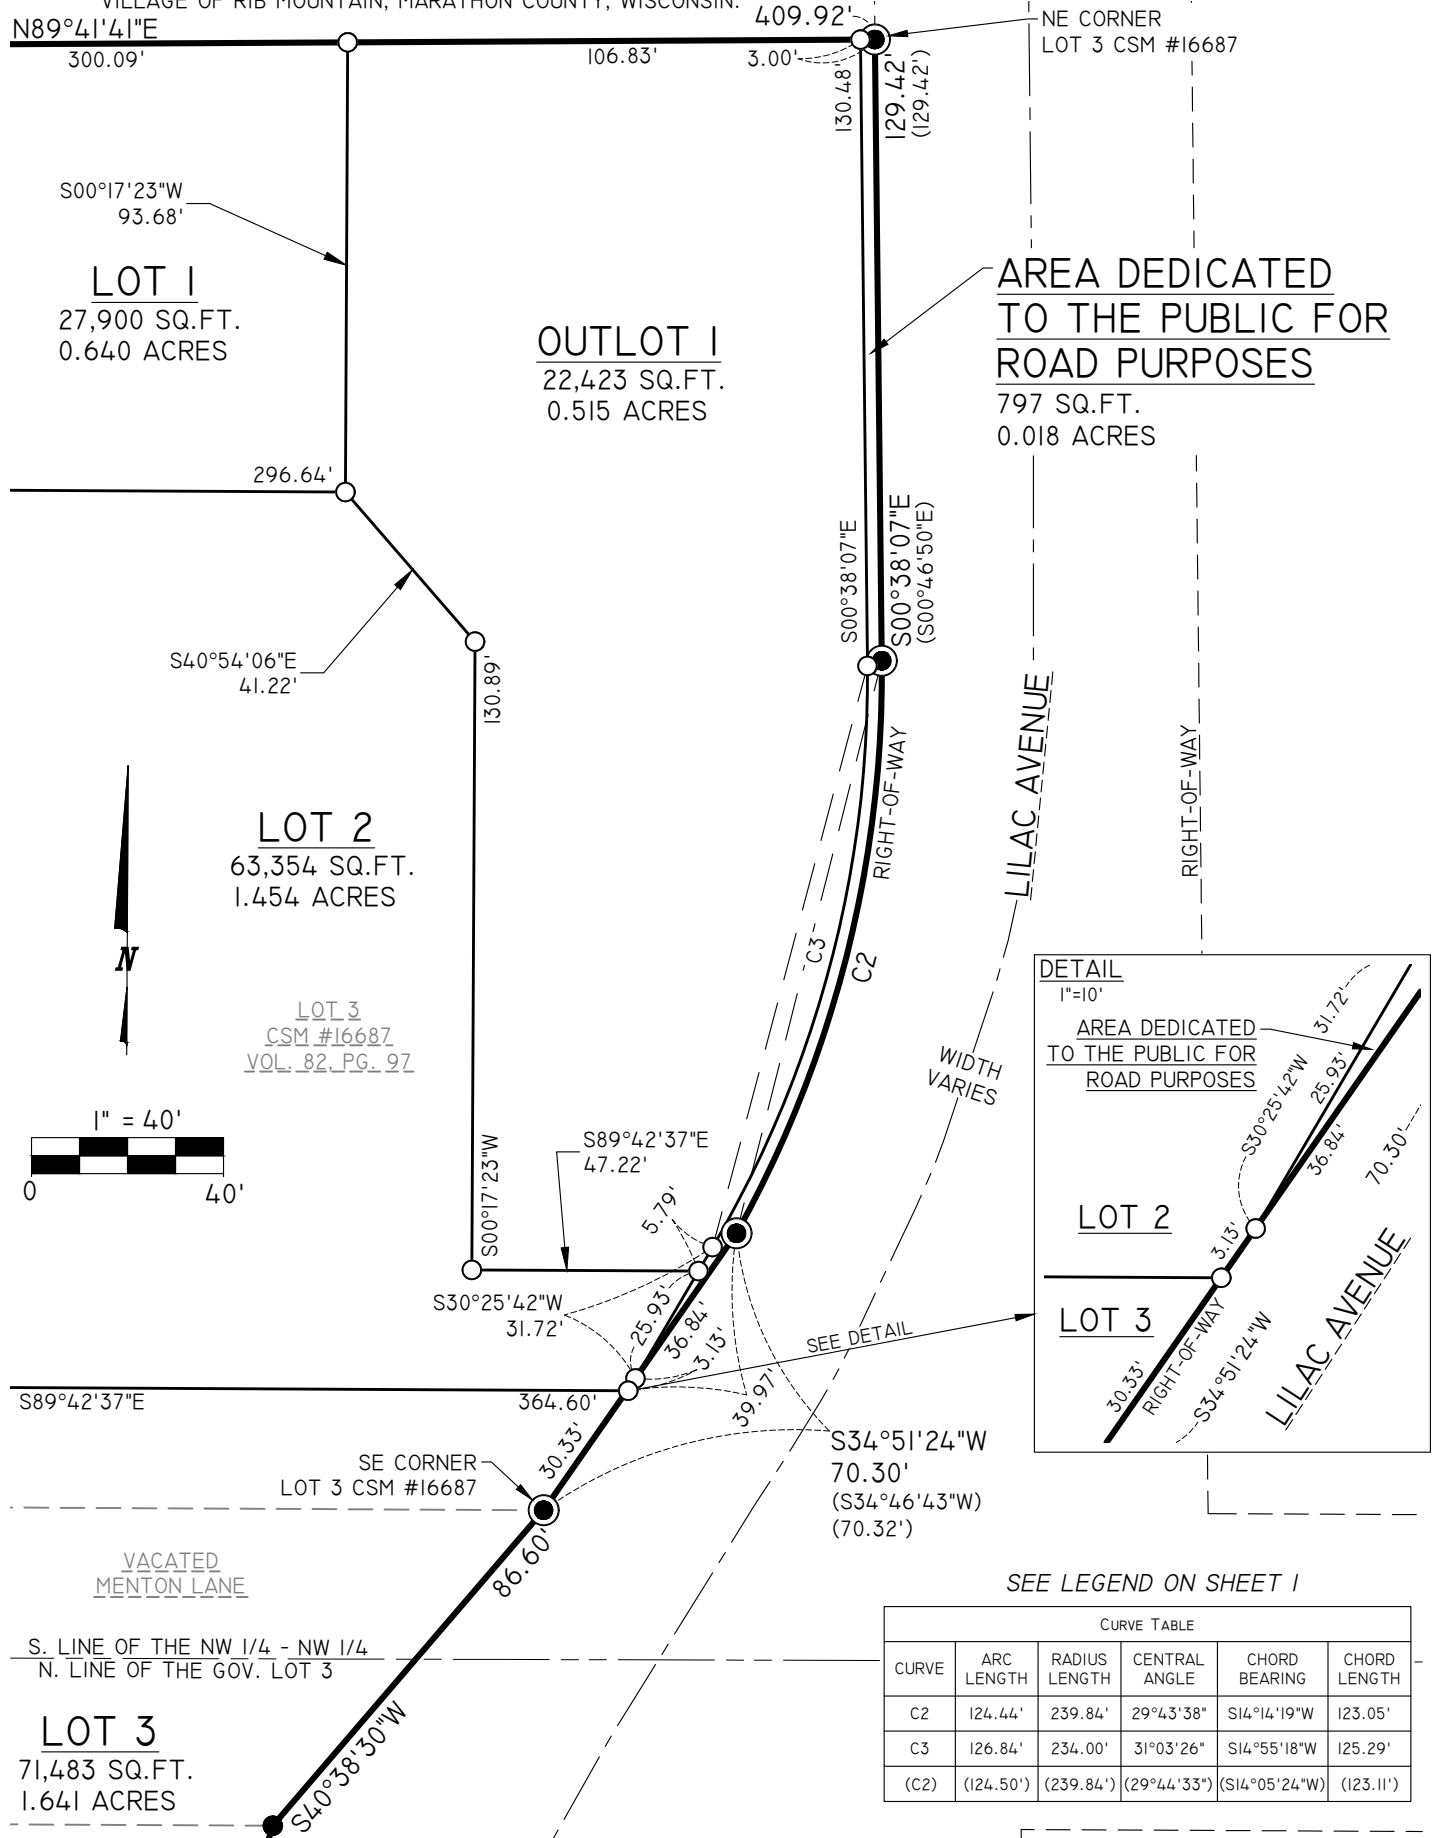 VILLAGE OF RIB MOUNTAIN, MARATHON COUNTY, WISCONSIN.
N89°41'41"E
300.09'
106.83'
3.00'
409.92'
NE CORNER
LOT 3 CSM #16687
130.48'
129.42'
(129.42')
S00°17'23"W
93.68'
LOT 1
27,900 SQ.FT.
0.640 ACRES
OUTLOT 1
22,423 SQ.FT.
0.515 ACRES
AREA DEDICATED
TO THE PUBLIC FOR
ROAD PURPOSES
797 SQ.FT.
0.018 ACRES
296.64'
S00°38'07"E
S00°38'07"E
(S00°46'50"E)
S40°54'06"E
41.22'
130.89'
LILAC AVENUE
RIGHT-OF-WAY
RIGHT-OF-WAY
LOT 2
63,354 SQ.FT.
1.454 ACRES
N
C3
C2
LOT 3
CSM #16687
VOL. 82, PG. 97
WIDTH
VARIES
1" = 40'
0
40'
S00°17'23"W
S89°42'37"E
47.22'
5.79'
S30°25'42"W
31.72'
25.93'
36.84'
3.13'
39.97'
SEE DETAIL
DETAIL
1"=10'
AREA DEDICATED
TO THE PUBLIC FOR
ROAD PURPOSES
31.72'
S30°25'42"W
25.93'
36.84'
70.30'
LOT 2
3.13'
LOT 3
30.33'
RIGHT-OF-WAY
S34°51'24"W
LILAC AVENUE
S89°42'37"E
364.60'
30.33'
S34°51'24"W
70.30'
(S34°46'43"W)
(70.32')
SE CORNER
LOT 3 CSM #16687
86.60'
VACATED
MENTON LANE
S. LINE OF THE NW 1/4 - NW 1/4
N. LINE OF THE GOV. LOT 3
LOT 3
71,483 SQ.FT.
1.641 ACRES
S40°38'30"W
SEE LEGEND ON SHEET 1
CURVE TABLE
CURVE ARC LENGTH RADIUS LENGTH CENTRAL ANGLE CHORD BEARING CHORD LENGTH
C2 124.44' 239.84' 29°43'38" S14°14'19"W 123.05'
C3 126.84' 234.00' 31°03'26" S14°55'18"W 125.29'
(C2) (124.50') (239.84') (29°44'33") (S14°05'24"W) (123.11')